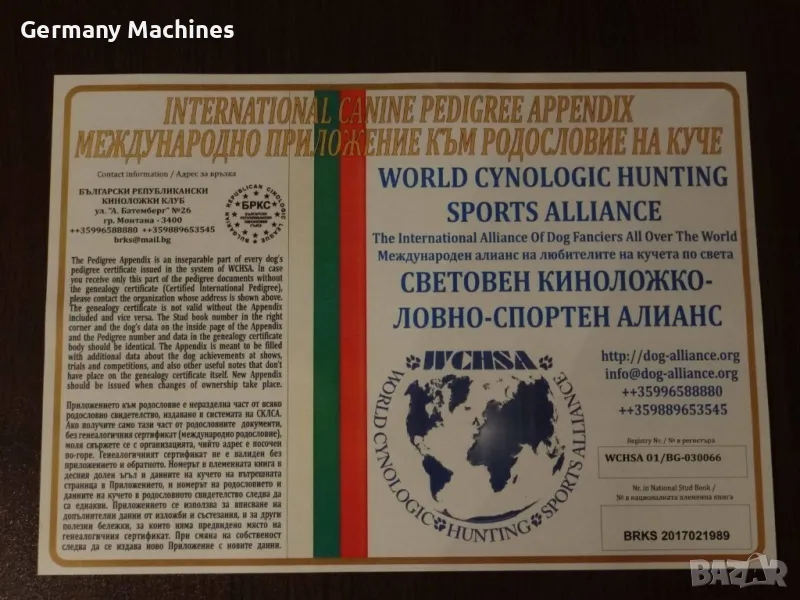 Germany Machines
INTERNATIONAL CANINE PEDIGREE APPENDIX
МЕЖДУНАРОДНО ПРИЛОЖЕНИЕ КЪМ РОДОСЛОВИЕ НА КУЧЕ
Contact information / Адрес за връзка
БЪЛГАРСКИ РЕПУБЛИКАНСКИ
КИНОЛОЖКИ КЛУБ
ул. "А. Батемберг" №26
гр. Монтана - 3400
++35996588880 ++359889653545
brks@mail.bg
БРКС
BULGARIAN REPUBLICAN CINOLOGIC LEAGUE
The Pedigree Appendix is an inseparable part of every dog's
pedigree certificate issued in the system of WCHSA. In case
you receive only this part of the pedigree documents without
the genealogy certificate (Certified International Pedigree),
please contact the organization whose address is shown above.
The genealogy certificate is not valid without the Appendix
included and vice versa. The Stud book number in the right
corner and the dog's data on the inside page of the Appendix
and the Pedigree number and data in the genealogy certificate
body should be identical. The Appendix is meant to be filled
with additional data about the dog achievements at shows,
trials and competitions, and also other useful notes that don't
have place on the genealogy certificate itself. New Appendix
should be issued when changes of ownership take place.
Приложението към родословие е неразделна част от всяко
родословно свидетелство, издавано в системата на СКЛСА.
Ако получите само тази част от родословните документи,
без генеалогичния сертификат (международно родословие),
моля свържете се с организацията, чийто адрес е посочен
по-горе. Генеалогичният сертификат не е валиден без
приложението и обратното. Номерът в племенната книга в
десния долен ъгъл и данните на кучето на вътрешната
страница в Приложението, и номерът на родословието и
данните на кучето в родословното свидетелство следва да
са еднакви. Приложението се използва за вписване на
допълнителни данни от изложби и състезания, и за други
полезни бележки, за които няма предвидено място на
генеалогичния сертификат. При смяна на собственост
следва да се издава ново Приложение с новите данни.
WORLD CYNOLOGIC HUNTING
SPORTS ALLIANCE
The International Alliance Of Dog Fanciers All Over The World
Международен алианс на любителите на кучета по света
СВЕТОВЕН КИНОЛОЖКО-
ЛОВНО-СПОРТЕН АЛИАНС
WCHSA
WORLD CYNOLOGIC HUNTING SPORTS ALLIANCE
http://dog-alliance.org
info@dog-alliance.org
++35996588880
++359889653545
Registry Nr. / № в регистъра
WCHSA 01/BG-030066
Nr. in National Stud Book /
№ в националната племенна книга
BRKS 2017021989
BAZAR